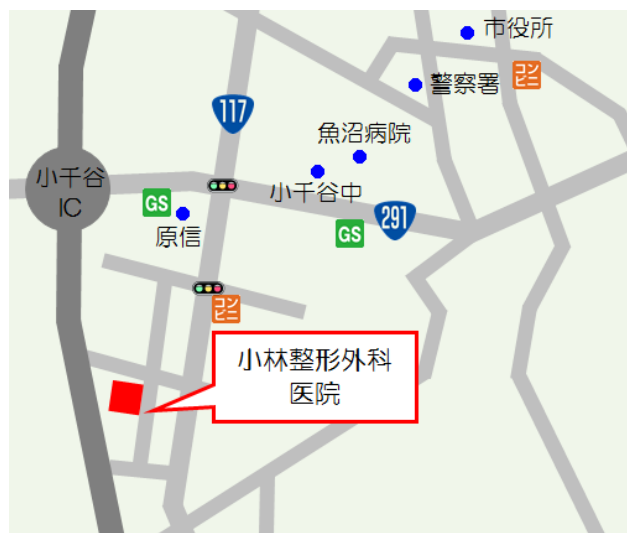 市役所
警察署
コン
ビニ
117
魚沼病院
小千谷
IC
小千谷中
GS
291
原信
GS
コン
ビニ
小林整形外科
医院